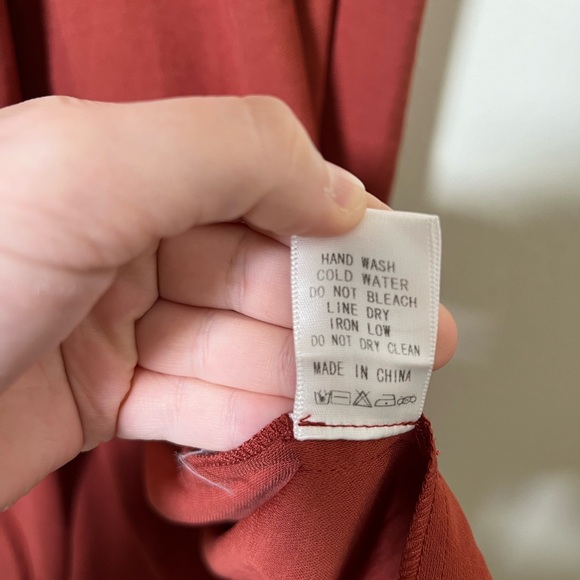 HAND WASH
COLD WATER
DO NOT BLEACH
LINE DRY
IRON LOW
DO NOT DRY CLEAN
MADE IN CHINA